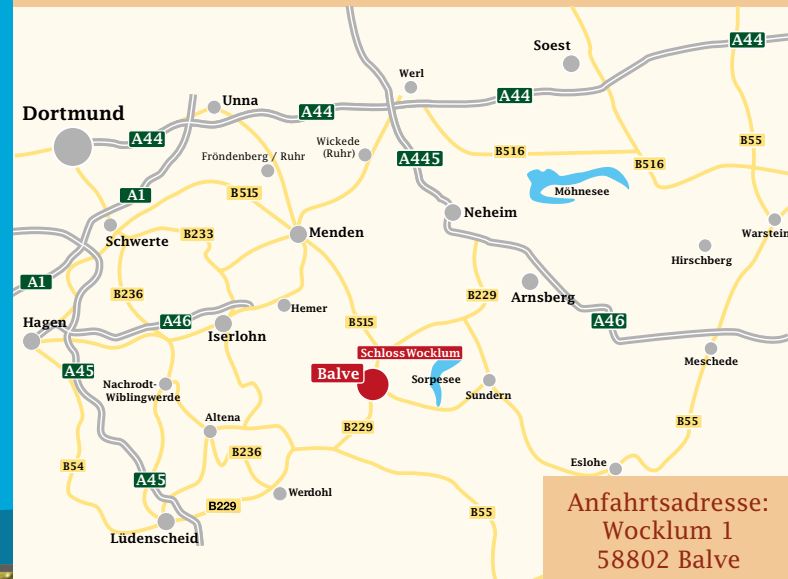 A44
Soest
Werl
Unna
A44
A44
Dortmund
A44
Wickede
(Ruhr)
Fröndenberg / Ruhr
A445
B516
B516
B55
Möhnesee
A1
B515
Neheim
Schwerte
B233
Menden
Warstein
Hirschberg
A1
B236
B229
Arnsberg
Hemer
Hagen
A46
Iserlohn
B515
A46
Schloss Wocklum
Meschede
A45
Balve
Sorpesee
Nachrodt-
Wiblingwerde
Sundern
Altena
B229
B55
B236
B54
Eslohe
A45
Werdohl
B229
B55
Lüdenscheid
Anfahrtsadresse:
Wocklum 1
58802 Balve